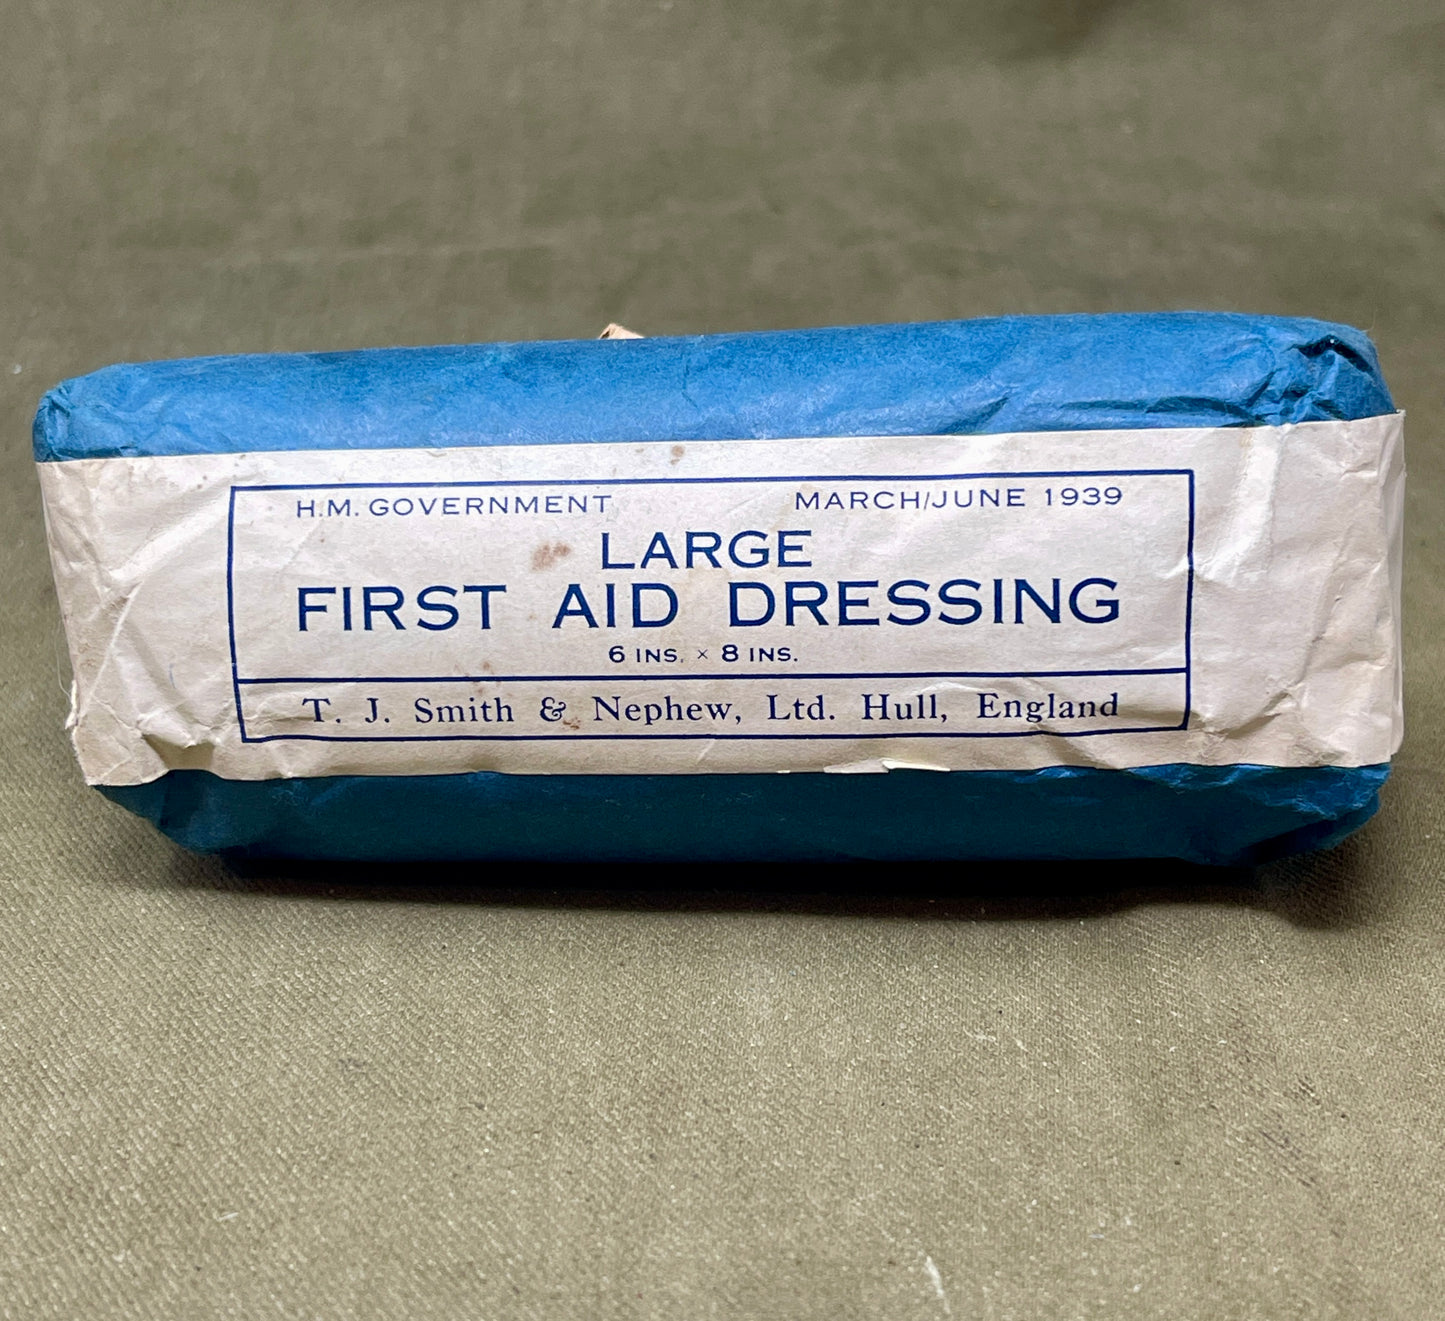 H.M. GOVERNMENT MARCH/JUNE 1939
LARGE
FIRST AID DRESSING
6 INS. × 8 INS.
T. J. Smith & Nephew, Ltd. Hull, England